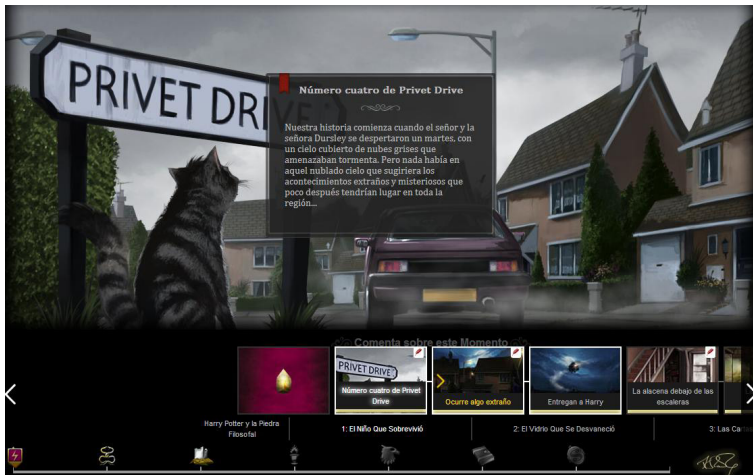 PRIVET DRIVE
Número cuatro de Privet Drive
Nuestra historia comienza cuando el señor y la
señora Dursley se despertaron un martes, con
un cielo cubierto de nubes grises que
amenazaban tormenta. Pero nada había en
aquel nublado cielo que sugiriera los
acontecimientos extraños y misteriosos que
poco después tendrían lugar en toda la
región...
Comenta sobre este Momento
PRIVET DRIVE
Número cuatro de Privet
Drive
Ocurre algo extraño
Entregan a Harry
La alacena debajo de las
escaleras
Harry Potter y la Piedra
Filosofal
1: El Niño Que Sobrevivió
2: El Vidrio Que Se Desvaneció
3: Las Cartas